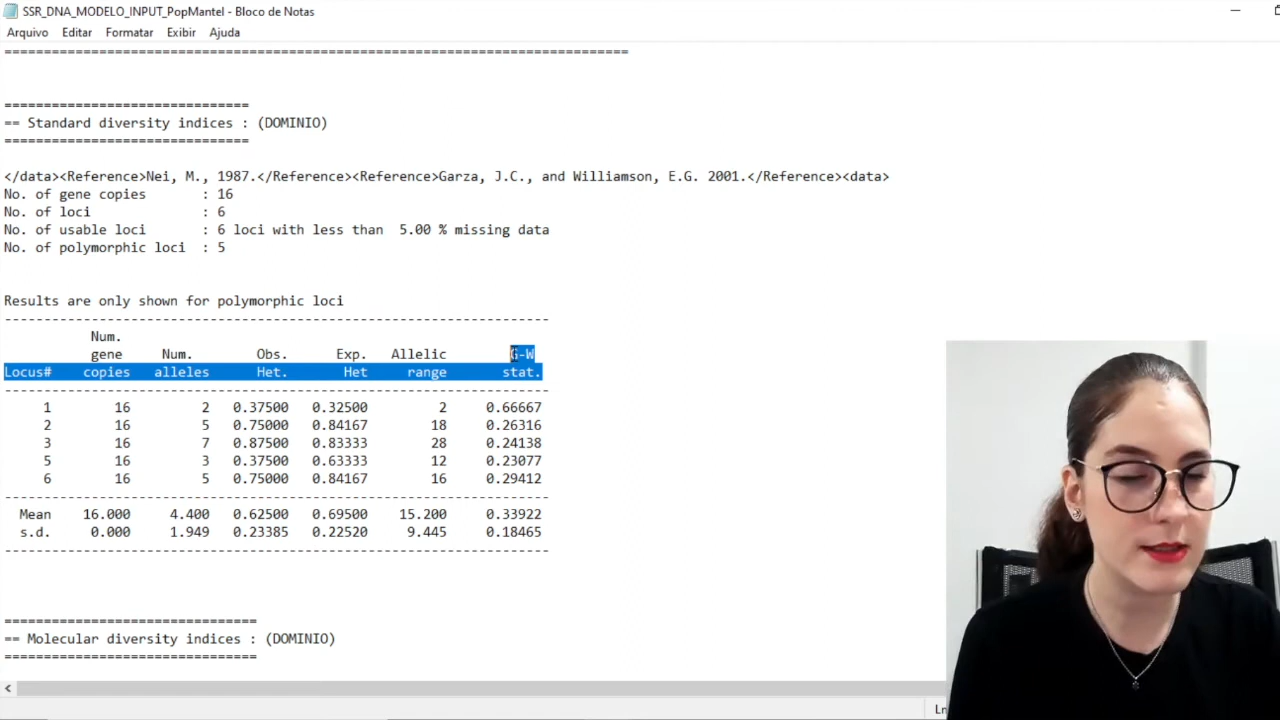 SSR_DNA_MODELO_INPUT_PopMantel - Bloco de Notas
Arquivo Editar Formatar Exibir Ajuda
===============================================================================
===============================
== Standard diversity indices : (DOMINIO)
===============================
</data><Reference>Nei, M., 1987.</Reference><Reference>Garza, J.C., and Williamson, E.G. 2001.</Reference><data>
No. of gene copies : 16
No. of loci : 6
No. of usable loci : 6 loci with less than 5.00 % missing data
No. of polymorphic loci : 5
Results are only shown for polymorphic loci
---------------------------------------------------------------------
Num.
gene Num. Obs. Exp. Allelic G-W
Locus# copies alleles Het. Het range stat.
---------------------------------------------------------------------
1 16 2 0.37500 0.32500 2 0.66667
2 16 5 0.75000 0.84167 18 0.26316
3 16 7 0.87500 0.83333 28 0.24138
5 16 3 0.37500 0.63333 12 0.23077
6 16 5 0.75000 0.84167 16 0.29412
---------------------------------------------------------------------
Mean 16.000 4.400 0.62500 0.69500 15.200 0.33922
s.d. 0.000 1.949 0.23385 0.22520 9.445 0.18465
---------------------------------------------------------------------
================================
== Molecular diversity indices : (DOMINIO)
================================
Ln